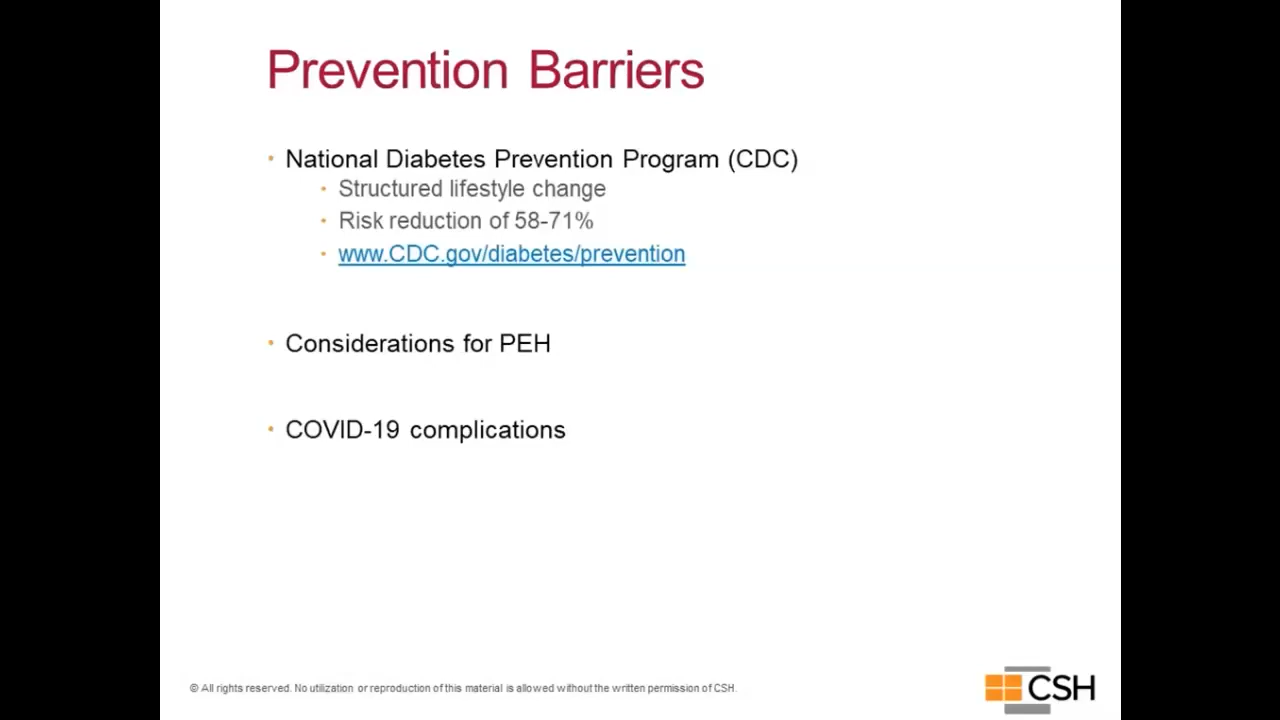 Prevention Barriers
• National Diabetes Prevention Program (CDC)
• Structured lifestyle change
• Risk reduction of 58-71%
• www.CDC.gov/diabetes/prevention
• Considerations for PEH
• COVID-19 complications
© All rights reserved. No utilization or reproduction of this material is allowed without the written permission of CSH.
CSH